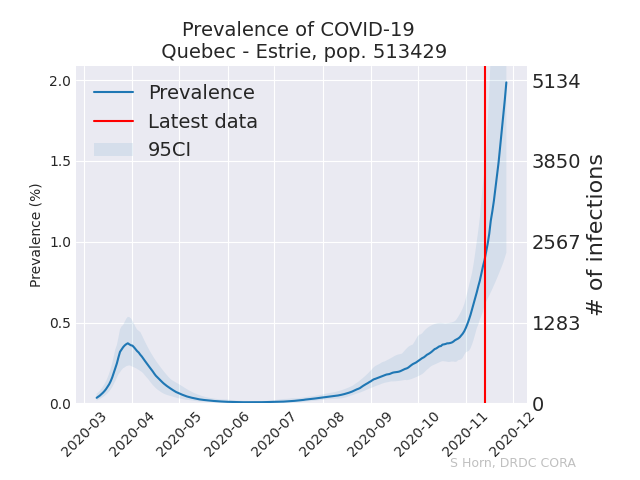 Prevalence of COVID-19
Quebec - Estrie, pop. 513429
Prevalence
Latest data
95CI
Prevalence (%)
2.0
1.5
1.0
0.5
0.0
5134
3850
2567
1283
0
# of infections
2020-03
2020-04
2020-05
2020-06
2020-07
2020-08
2020-09
2020-10
2020-11
2020-12
S Horn, DRDC CORA